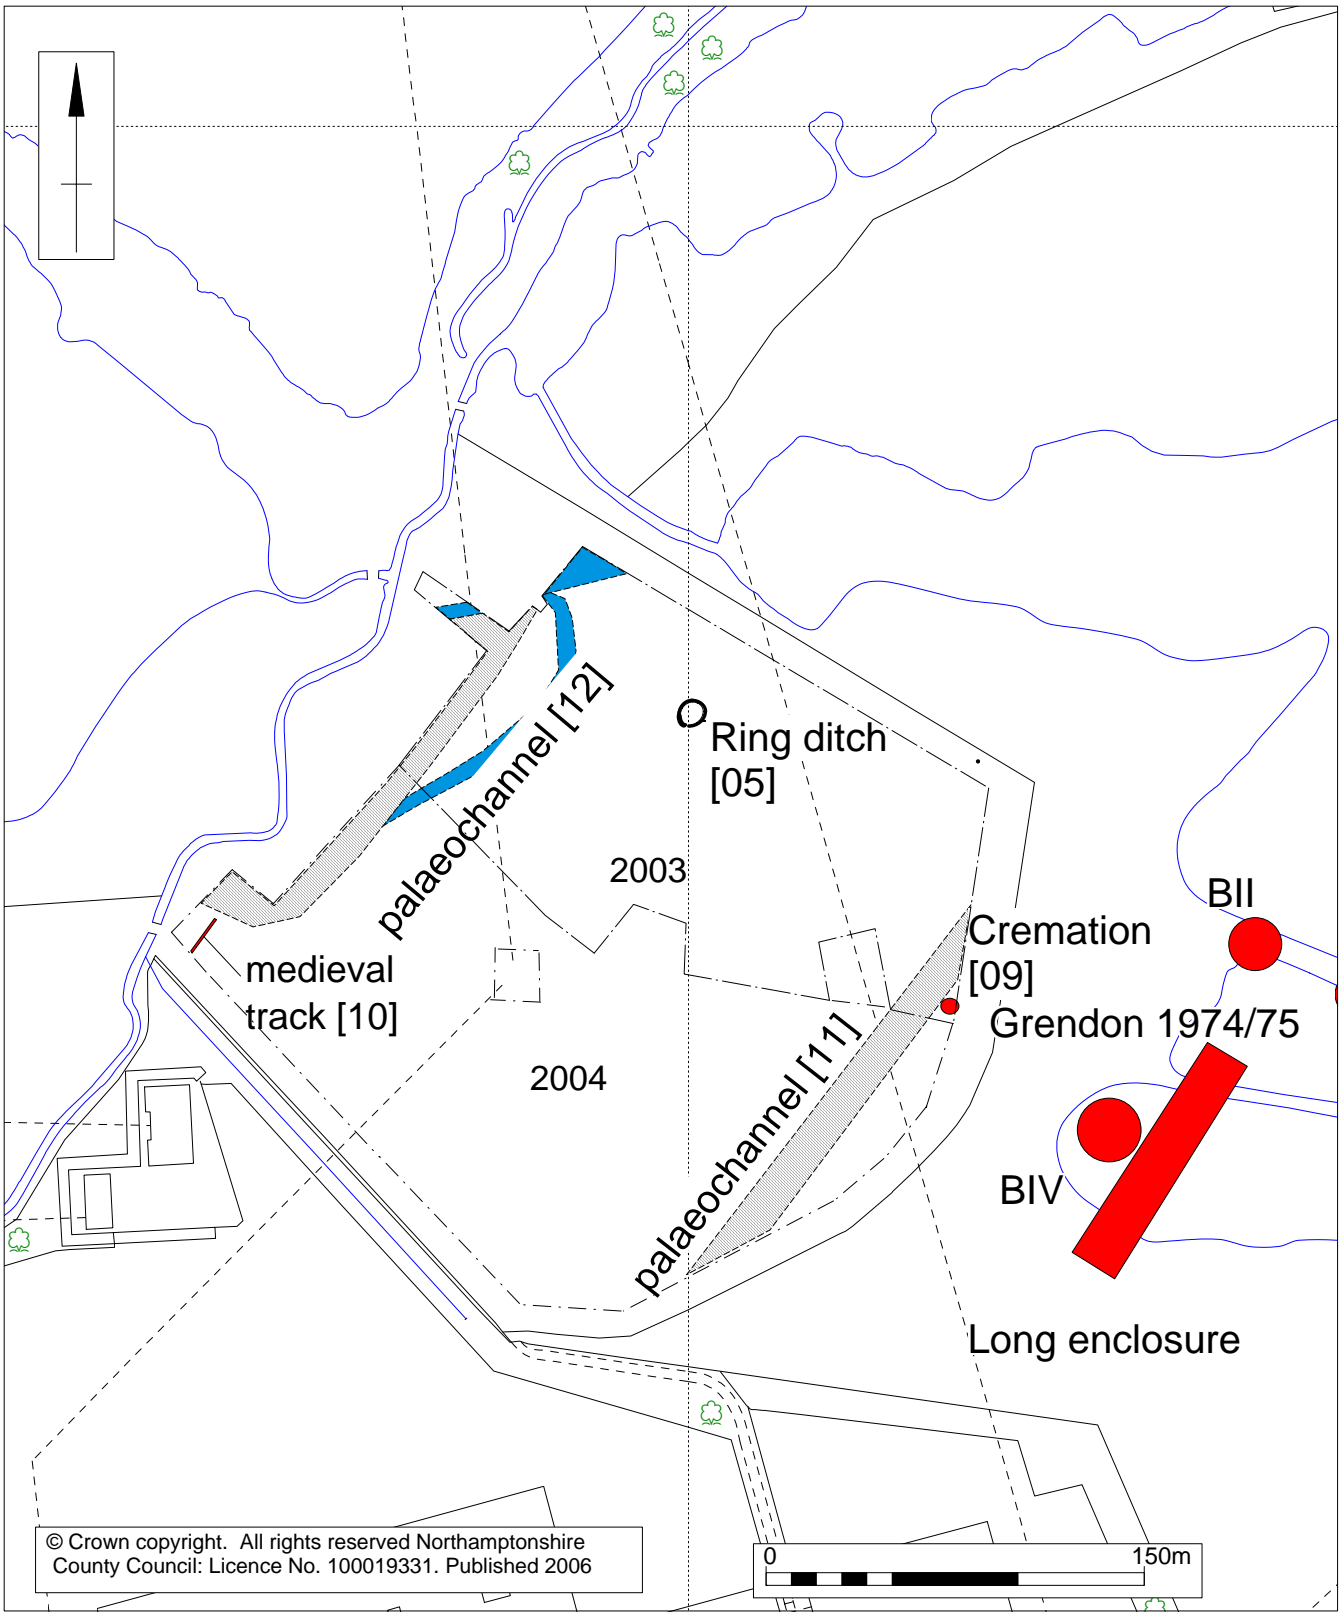 palaeochannel [12]
Ring ditch
[05]
2003
BII
Cremation
[09]
medieval
track [10]
Grendon 1974/75
palaeochannel [11]
2004
BIV
Long enclosure
© Crown copyright. All rights reserved Northamptonshire
County Council: Licence No. 100019331. Published 2006
0 150m